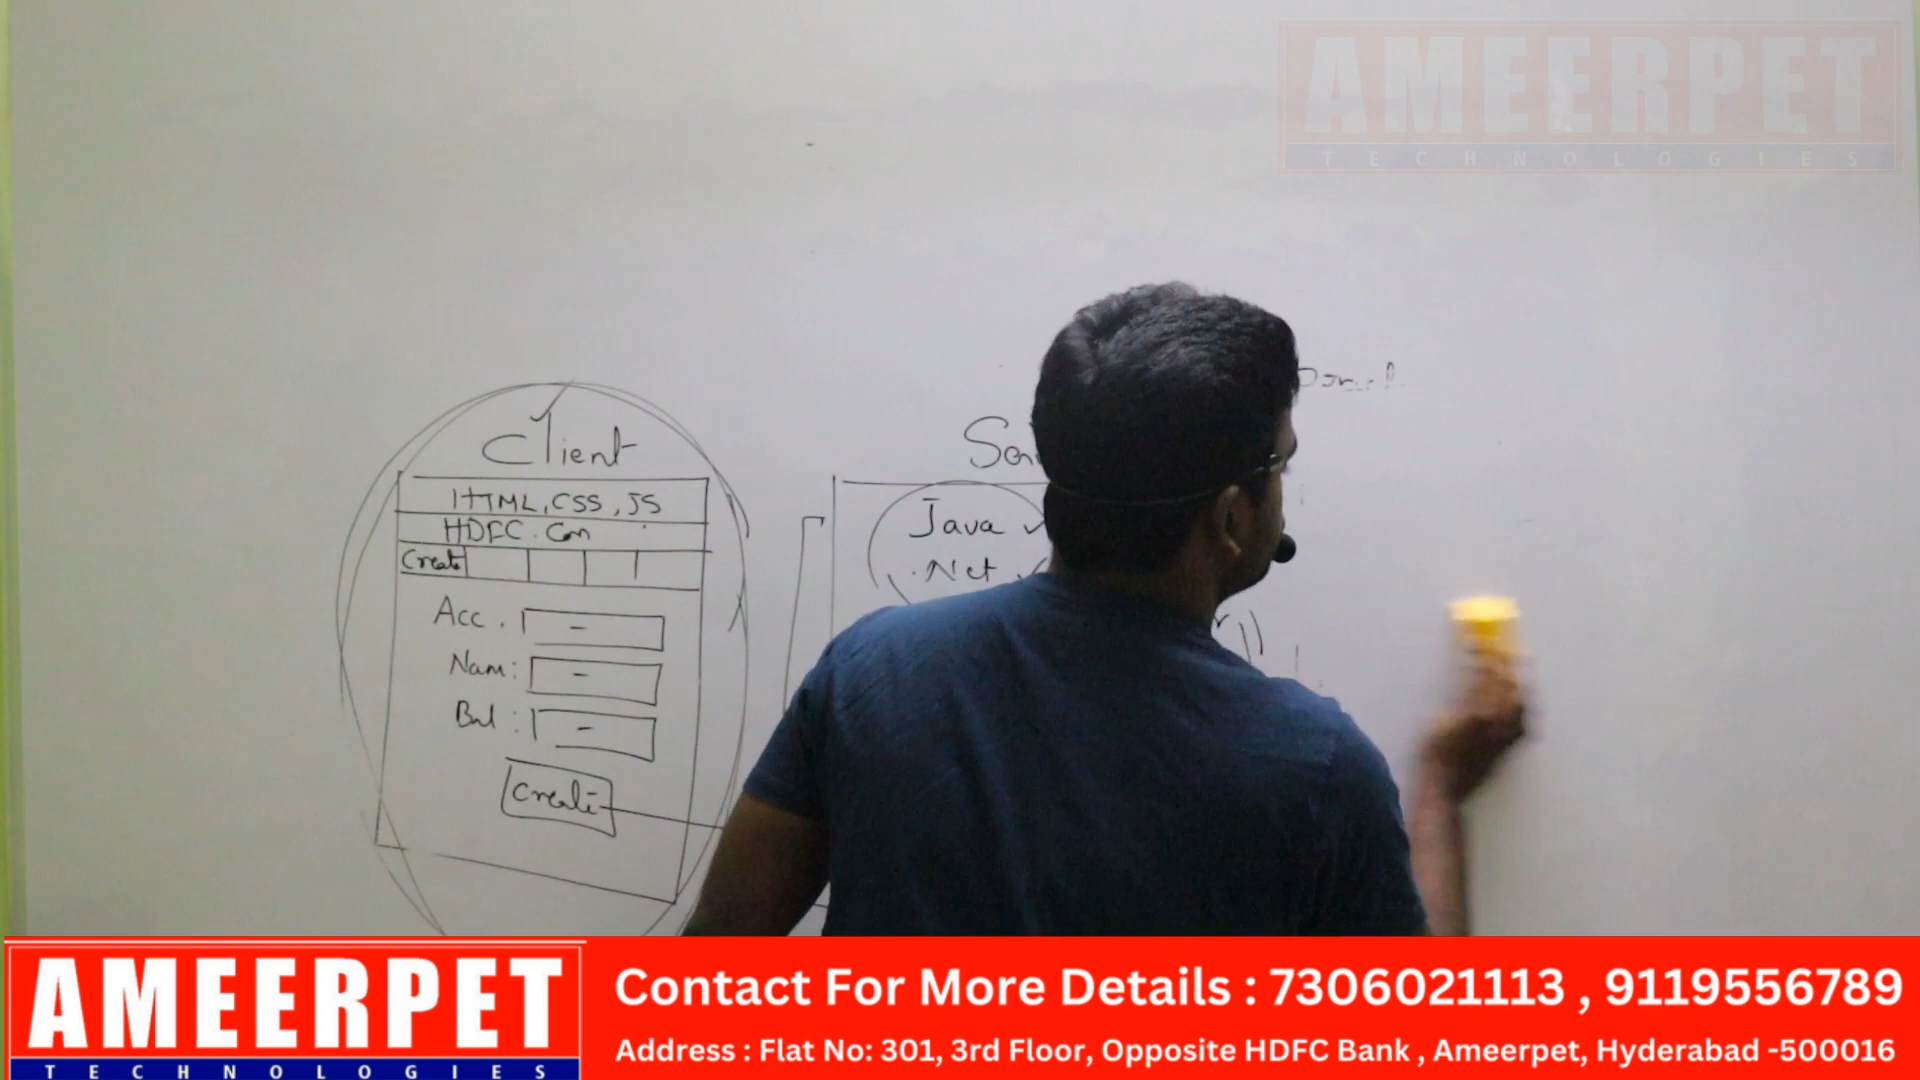 AMEERPET
TECHNOLOGIES
Client
HTML, CSS, JS
HDFC. Com
Create
Acc.
Nam:
Bal:
Create
Java
.Net
AMEERPET
TECHNOLOGIES
Contact For More Details : 7306021113 , 9119556789
Address : Flat No: 301, 3rd Floor, Opposite HDFC Bank , Ameerpet, Hyderabad -500016